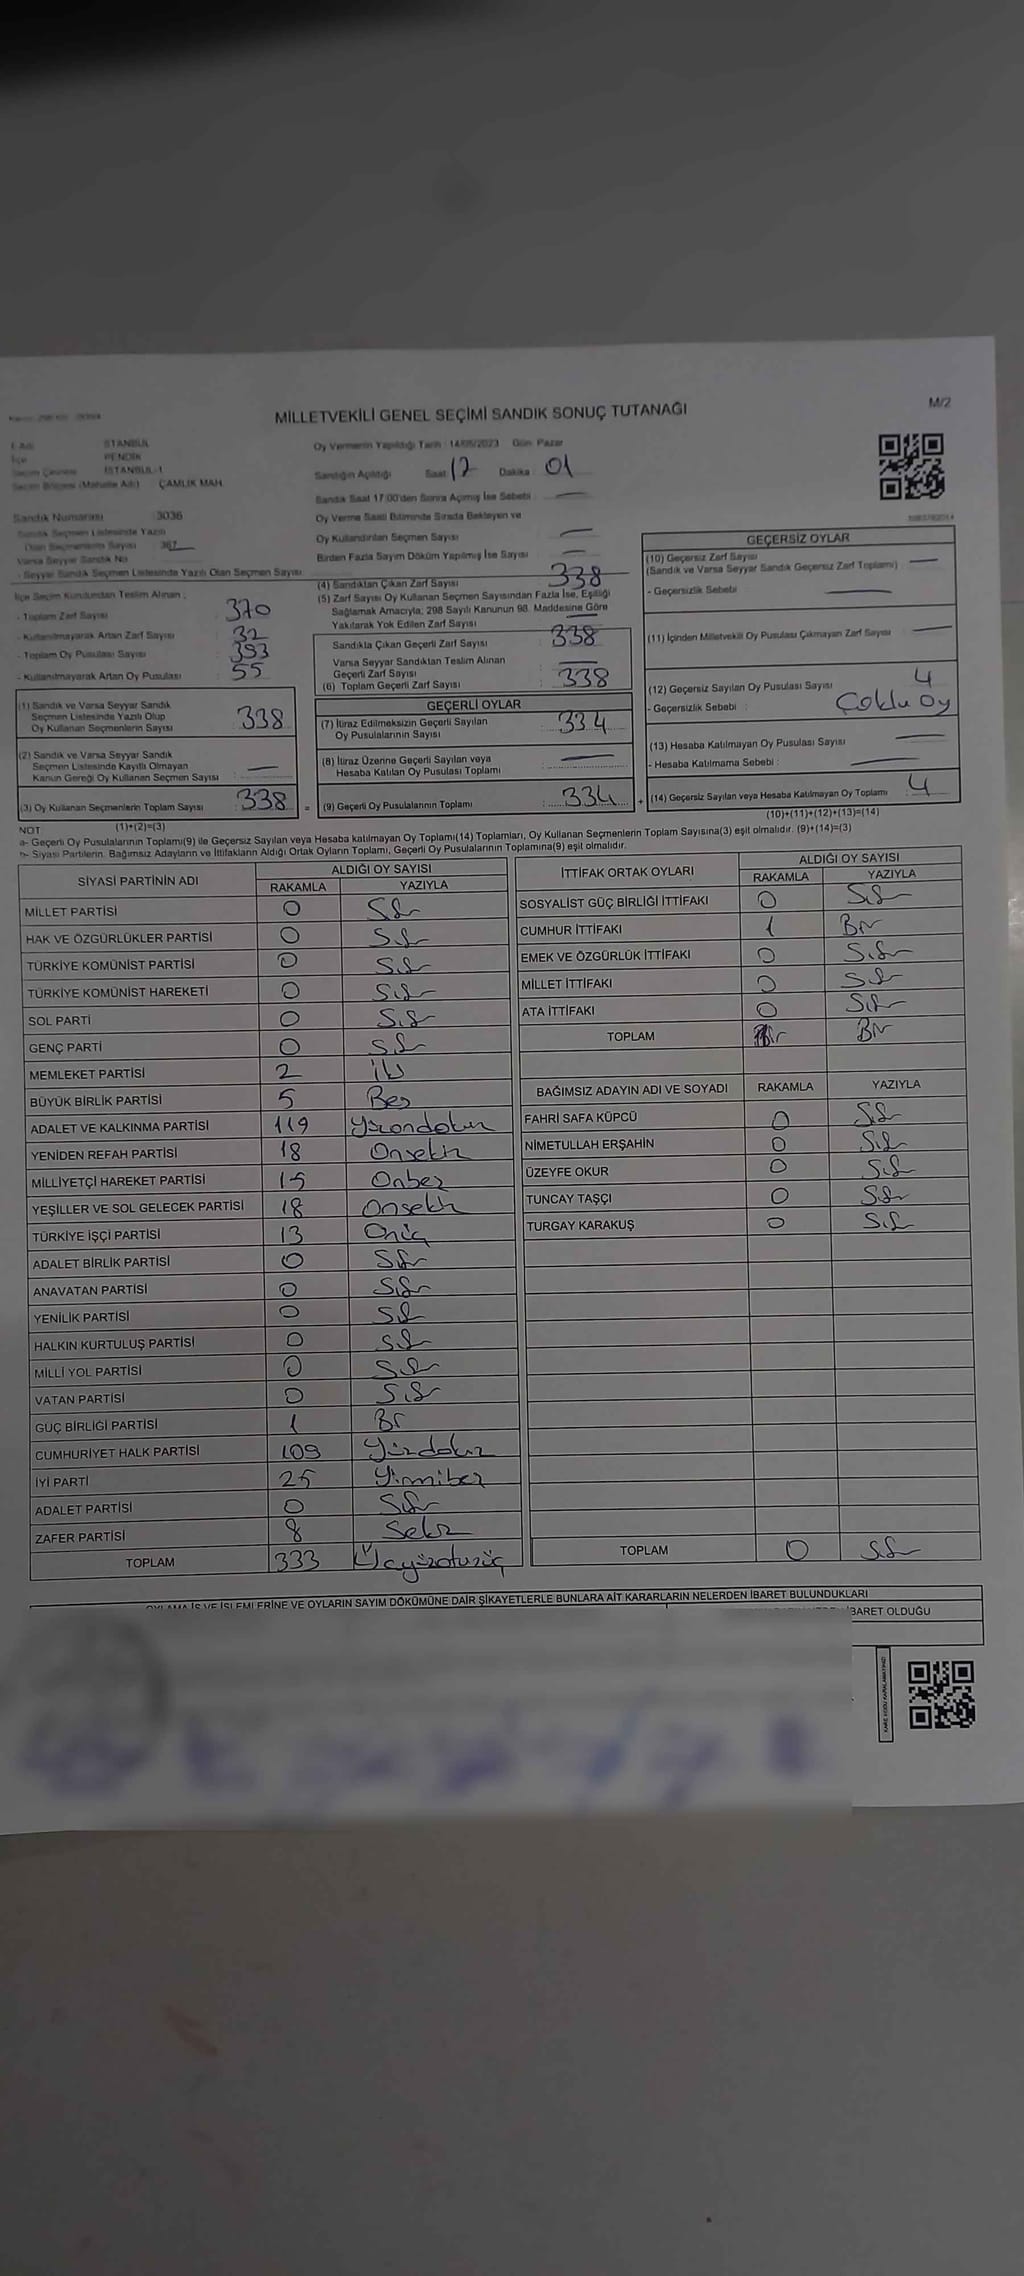 MİLLETVEKİLİ GENEL SEÇİMİ SANDIK SONUÇ TUTANAĞI
M/2
İSTANBUL
İlçe PENDİK
İSTANBUL-1
Seçim Bölgesi (Mahalle Adı) ÇAMLIK MAH.
Sandık Numarası 3036
Sandık Seçmen Listesinde Yazılı
Olan Seçmenlerin Sayısı 367
Varsa Seyyar Sandık No
- Seyyar Sandık Seçmen Listesinde Yazılı Olan Seçmen Sayısı
İlçe Seçim Kurulundan Teslim Alınan ;
- Toplam Zarf Sayısı : 370
- Kullanılmayarak Artan Zarf Sayısı : 32
- Toplam Oy Pusulası Sayısı : 393
- Kullanılmayarak Artan Oy Pusulası : 55
(1) Sandık ve Varsa Seyyar Sandık
Seçmen Listesinde Yazılı Olup
Oy Kullanan Seçmenlerin Sayısı : 338
(2) Sandık ve Varsa Seyyar Sandık
Seçmen Listesinde Kayıtlı Olmayan
Kanun Gereği Oy Kullanan Seçmen Sayısı : —
(3) Oy Kullanan Seçmenlerin Toplam Sayısı : 338 =
(1)+(2)=(3)
Oy Vermenin Yapıldığı Tarih : 14/05/2023 Gün Pazar
Sandığın Açıldığı Saat 17 Dakika : 01
Sandık Saat 17:00'den Sonra Açılmış İse Sebebi : —
Oy Verme Saati Bitiminde Sırada Bekleyen ve
Oy Kullandırılan Seçmen Sayısı : —
Birden Fazla Sayım Döküm Yapılmış İse Sayısı : —
(4) Sandıktan Çıkan Zarf Sayısı : 338
(5) Zarf Sayısı Oy Kullanan Seçmen Sayısından Fazla İse, Eşitliği
Sağlamak Amacıyla, 298 Sayılı Kanunun 98. Maddesine Göre
Yakılarak Yok Edilen Zarf Sayısı : —
Sandıkta Çıkan Geçerli Zarf Sayısı : 338
Varsa Seyyar Sandıktan Teslim Alınan
Geçerli Zarf Sayısı : —
(6) Toplam Geçerli Zarf Sayısı : 338
GEÇERLİ OYLAR
(7) İtiraz Edilmeksizin Geçerli Sayılan
Oy Pusulalarının Sayısı : 334
(8) İtiraz Üzerine Geçerli Sayılan veya
Hesaba Katılan Oy Pusulası Toplamı : —
(9) Geçerli Oy Pusulalarının Toplamı : 334 +
GEÇERSİZ OYLAR
(10) Geçersiz Zarf Sayısı : —
(Sandık ve Varsa Seyyar Sandık Geçersiz Zarf Toplamı)
- Geçersizlik Sebebi : —
(11) İçinden Milletvekili Oy Pusulası Çıkmayan Zarf Sayısı : —
(12) Geçersiz Sayılan Oy Pusulası Sayısı : 4
- Geçersizlik Sebebi : Çoklu oy
(13) Hesaba Katılmayan Oy Pusulası Sayısı : —
- Hesaba Katılmama Sebebi : —
(14) Geçersiz Sayılan veya Hesaba Katılmayan Oy Toplamı : 4
(10)+(11)+(12)+(13)=(14)
NOT
a- Geçerli Oy Pusulalarının Toplamı(9) ile Geçersiz Sayılan veya Hesaba katılmayan Oy Toplamı(14) Toplamları, Oy Kullanan Seçmenlerin Toplam Sayısına(3) eşit olmalıdır. (9)+(14)=(3)
b- Siyasi Partilerin, Bağımsız Adayların ve İttifakların Aldığı Ortak Oyların Toplamı, Geçerli Oy Pusulalarının Toplamına(9) eşit olmalıdır.
SİYASİ PARTİNİN ADI ALDIĞI OY SAYISI
RAKAMLA YAZIYLA
MİLLET PARTİSİ 0 Sıfır
HAK VE ÖZGÜRLÜKLER PARTİSİ 0 Sıfır
TÜRKİYE KOMÜNİST PARTİSİ 0 Sıfır
TÜRKİYE KOMÜNİST HAREKETİ 0 Sıfır
SOL PARTİ 0 Sıfır
GENÇ PARTİ 0 Sıfır
MEMLEKET PARTİSİ 2 iki
BÜYÜK BİRLİK PARTİSİ 5 Beş
ADALET VE KALKINMA PARTİSİ 119 Yüzondokuz
YENİDEN REFAH PARTİSİ 18 Onsekiz
MİLLİYETÇİ HAREKET PARTİSİ 15 Onbeş
YEŞİLLER VE SOL GELECEK PARTİSİ 18 Onsekiz
TÜRKİYE İŞÇİ PARTİSİ 13 Onüç
ADALET BİRLİK PARTİSİ 0 Sıfır
ANAVATAN PARTİSİ 0 Sıfır
YENİLİK PARTİSİ 0 Sıfır
HALKIN KURTULUŞ PARTİSİ 0 Sıfır
MİLLİ YOL PARTİSİ 0 Sıfır
VATAN PARTİSİ 0 Sıfır
GÜÇ BİRLİĞİ PARTİSİ 1 Bir
CUMHURİYET HALK PARTİSİ 109 Yüzdokuz
İYİ PARTİ 25 Yirmibeş
ADALET PARTİSİ 0 Sıfır
ZAFER PARTİSİ 8 Sekiz
TOPLAM 333 Üçyüzotuzüç
İTTİFAK ORTAK OYLARI ALDIĞI OY SAYISI
RAKAMLA YAZIYLA
SOSYALİST GÜÇ BİRLİĞİ İTTİFAKI 0 Sıfır
CUMHUR İTTİFAKI 1 Bir
EMEK VE ÖZGÜRLÜK İTTİFAKI 0 Sıfır
MİLLET İTTİFAKI 0 Sıfır
ATA İTTİFAKI 0 Sıfır
TOPLAM Bir Bir
BAĞIMSIZ ADAYIN ADI VE SOYADI RAKAMLA YAZIYLA
FAHRİ SAFA KÜPCÜ 0 Sıfır
NİMETULLAH ERŞAHİN 0 Sıfır
ÜZEYFE OKUR 0 Sıfır
TUNCAY TAŞÇI 0 Sıfır
TURGAY KARAKUŞ 0 Sıfır
TOPLAM 0 Sıfır
OYLAMA İŞ VE İŞLEMLERİNE VE OYLARIN SAYIM DÖKÜMÜNE DAİR ŞİKAYETLERLE BUNLARA AİT KARARLARIN NELERDEN İBARET BULUNDUKLARI
İBARET OLDUĞU